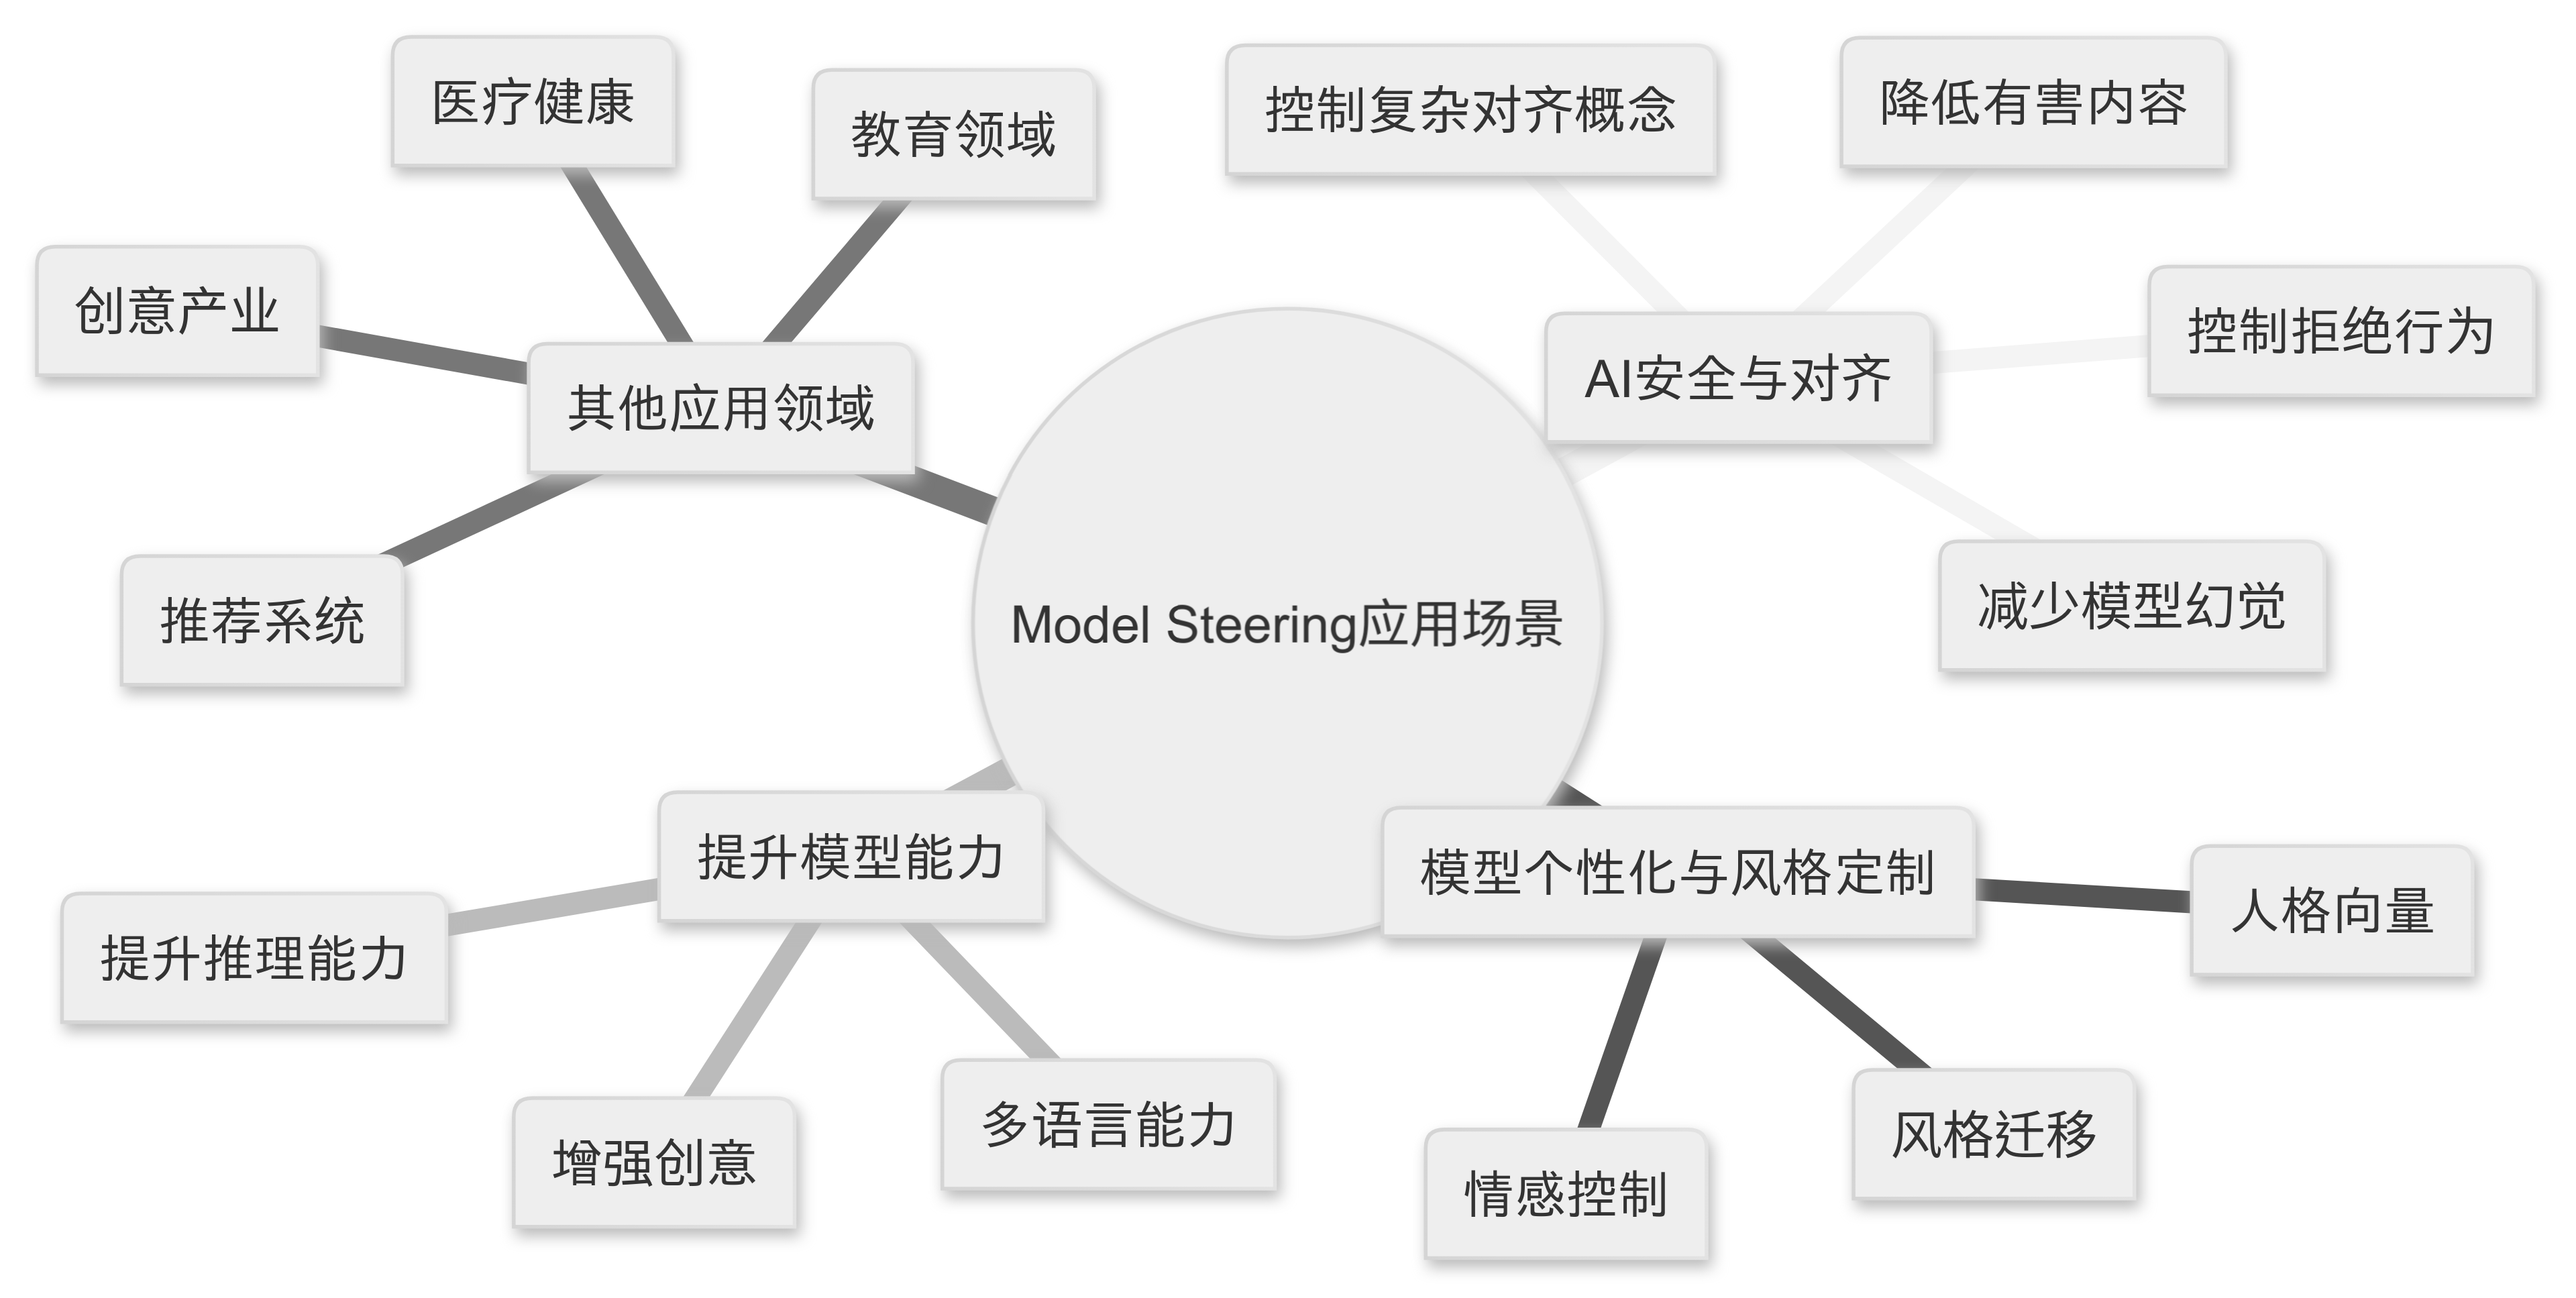 医疗健康
教育领域
控制复杂对齐概念
降低有害内容
创意产业
控制拒绝行为
AI安全与对齐
其他应用领域
推荐系统
Model Steering应用场景
减少模型幻觉
提升模型能力
模型个性化与风格定制
人格向量
提升推理能力
多语言能力
风格迁移
增强创意
情感控制